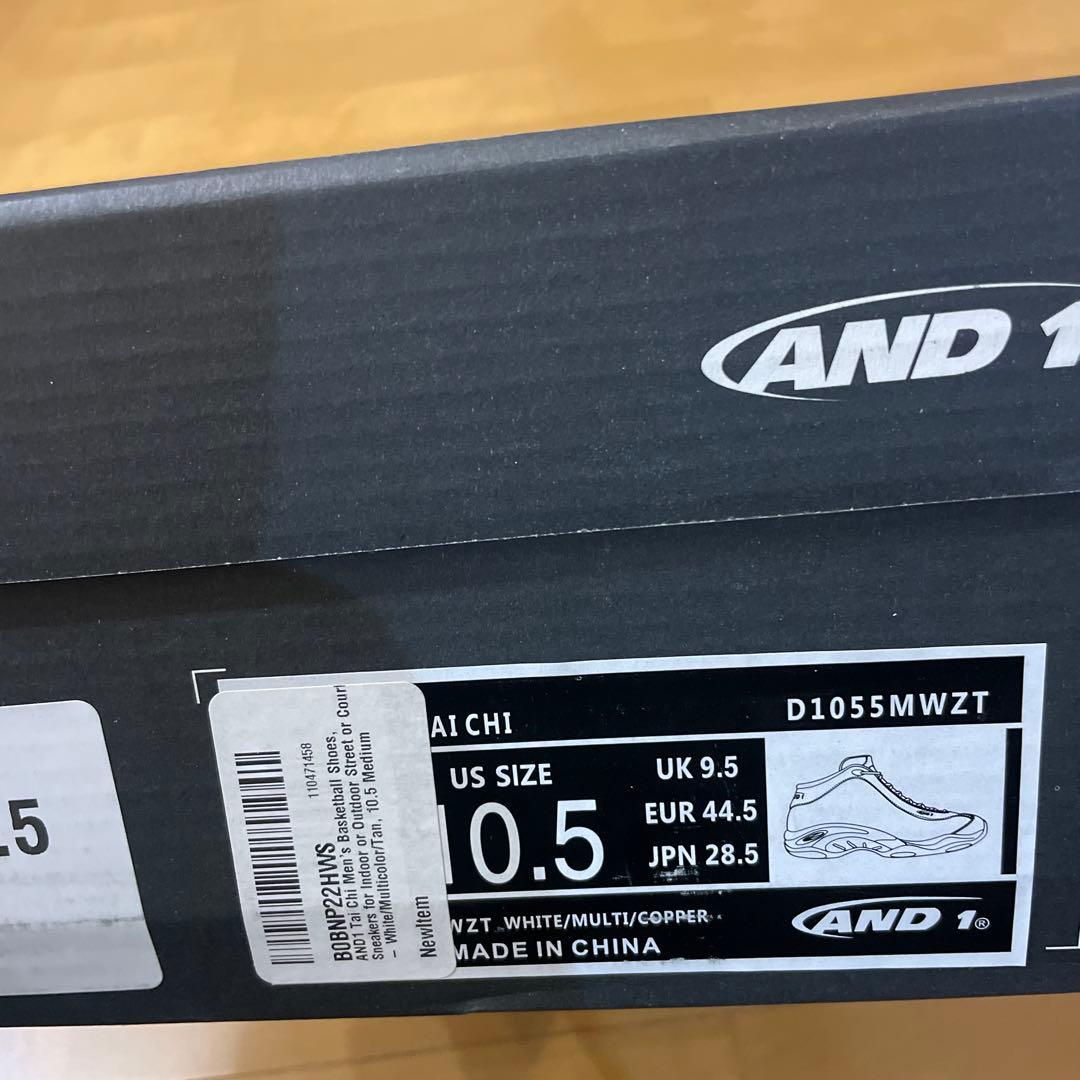 AND 1
.5
110471458
B0BNP22HWS
AND1 Tai Chi Men's Basketball Shoes,
Sneakers for Indoor or Outdoor Street or Court
- White/Multicolor/Tan, 10.5 Medium
NewItem
AI CHI
D1055MWZT
US SIZE
10.5
UK 9.5
EUR 44.5
JPN 28.5
WZT WHITE/MULTI/COPPER
MADE IN CHINA
AND 1®